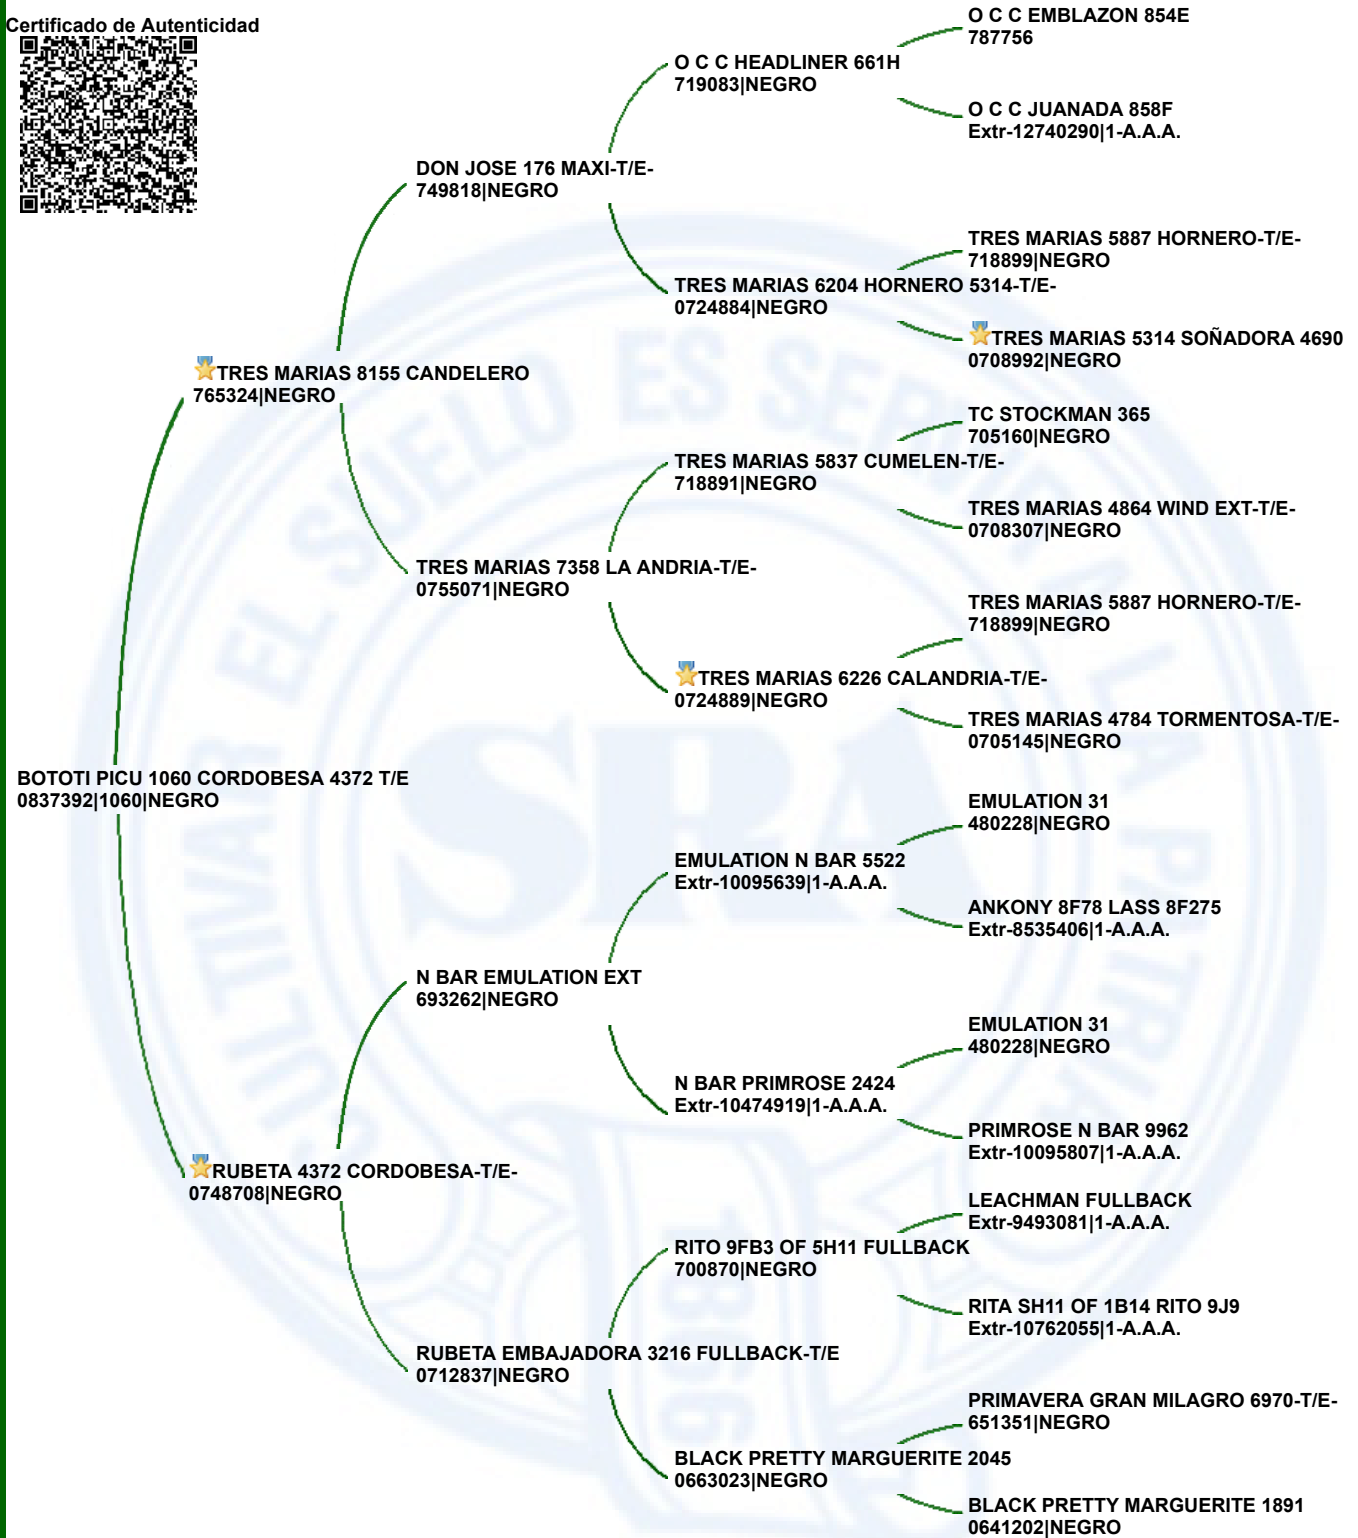 Certificado de Autenticidad
O C C EMBLAZON 854E
787756
O C C HEADLINER 661H
719083|NEGRO
O C C JUANADA 858F
Extr-12740290|1-A.A.A.
DON JOSE 176 MAXI-T/E-
749818|NEGRO
TRES MARIAS 5887 HORNERO-T/E-
718899|NEGRO
TRES MARIAS 6204 HORNERO 5314-T/E-
0724884|NEGRO
TRES MARIAS 5314 SOÑADORA 4690
0708992|NEGRO
TRES MARIAS 8155 CANDELERO
765324|NEGRO
TC STOCKMAN 365
705160|NEGRO
TRES MARIAS 5837 CUMELEN-T/E-
718891|NEGRO
TRES MARIAS 4864 WIND EXT-T/E-
0708307|NEGRO
TRES MARIAS 7358 LA ANDRIA-T/E-
0755071|NEGRO
TRES MARIAS 5887 HORNERO-T/E-
718899|NEGRO
TRES MARIAS 6226 CALANDRIA-T/E-
0724889|NEGRO
TRES MARIAS 4784 TORMENTOSA-T/E-
0705145|NEGRO
BOTOTI PICU 1060 CORDOBESA 4372 T/E
0837392|1060|NEGRO
EMULATION 31
480228|NEGRO
EMULATION N BAR 5522
Extr-10095639|1-A.A.A.
ANKONY 8F78 LASS 8F275
Extr-8535406|1-A.A.A.
N BAR EMULATION EXT
693262|NEGRO
EMULATION 31
480228|NEGRO
N BAR PRIMROSE 2424
Extr-10474919|1-A.A.A.
PRIMROSE N BAR 9962
Extr-10095807|1-A.A.A.
RUBETA 4372 CORDOBESA-T/E-
0748708|NEGRO
LEACHMAN FULLBACK
Extr-9493081|1-A.A.A.
RITO 9FB3 OF 5H11 FULLBACK
700870|NEGRO
RITA SH11 OF 1B14 RITO 9J9
Extr-10762055|1-A.A.A.
RUBETA EMBAJADORA 3216 FULLBACK-T/E
0712837|NEGRO
PRIMAVERA GRAN MILAGRO 6970-T/E-
651351|NEGRO
BLACK PRETTY MARGUERITE 2045
0663023|NEGRO
BLACK PRETTY MARGUERITE 1891
0641202|NEGRO
CULTIVAR EL SUELO ES SERVIR A LA PATRIA
SRA
1866